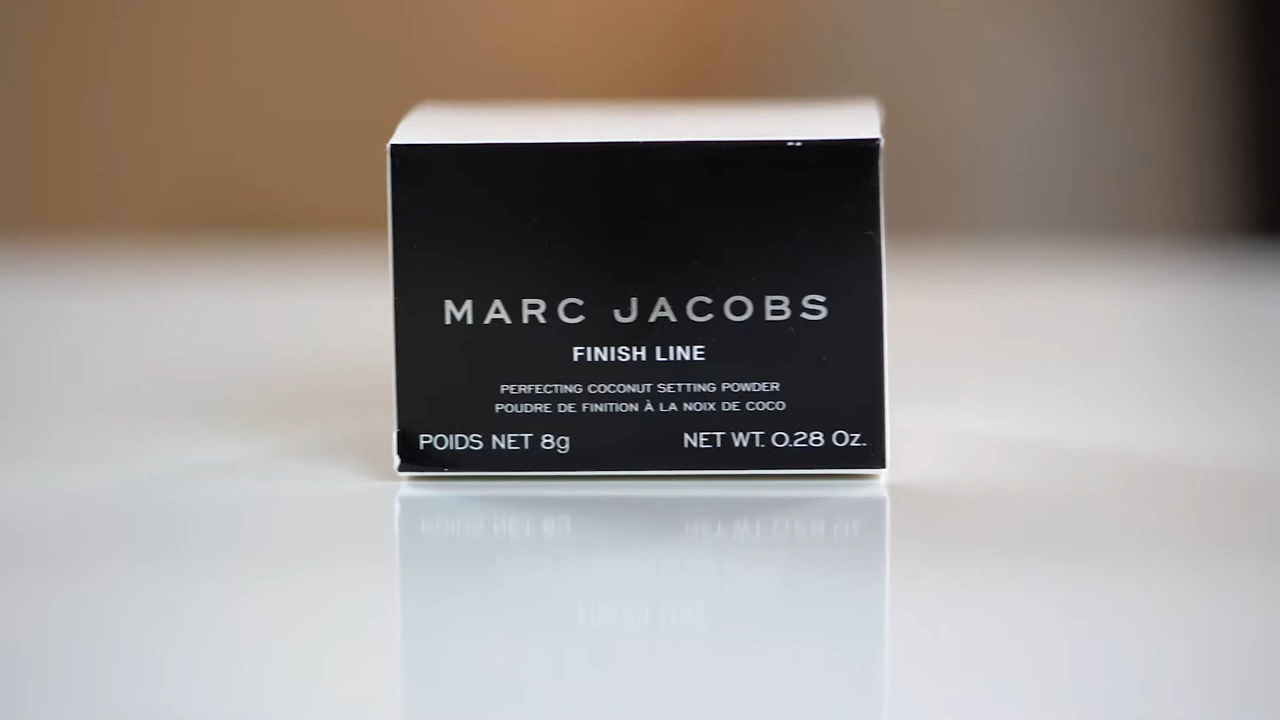 MARC JACOBS
FINISH LINE
PERFECTING COCONUT SETTING POWDER
POUDRE DE FINITION À LA NOIX DE COCO
POIDS NET 8g NET WT. 0.28 Oz.